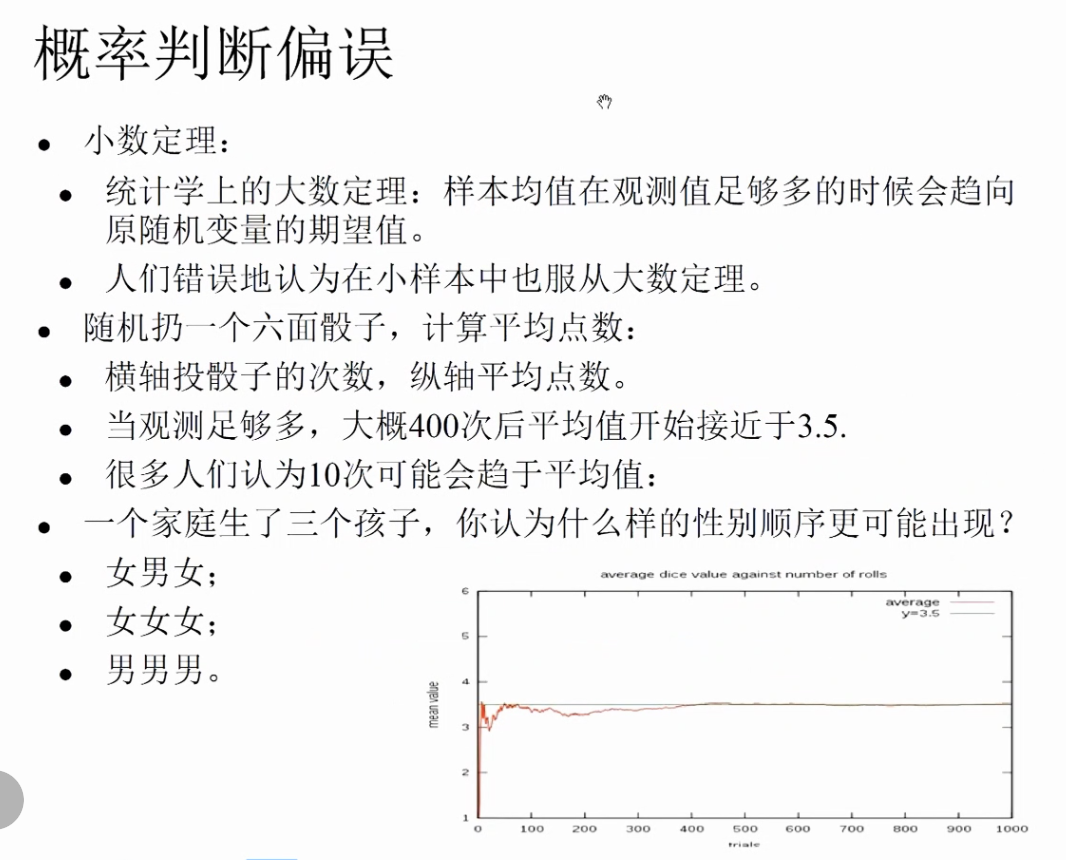 概率判断偏误
● 小数定理：
● 统计学上的大数定理：样本均值在观测值足够多的时候会趋向
原随机变量的期望值。
● 人们错误地认为在小样本中也服从大数定理。
● 随机扔一个六面骰子，计算平均点数：
● 横轴投骰子的次数，纵轴平均点数。
● 当观测足够多，大概400次后平均值开始接近于3.5.
● 很多人们认为10次可能会趋于平均值：
● 一个家庭生了三个孩子，你认为什么样的性别顺序更可能出现？
● 女男女；
● 女女女；
● 男男男。
average dice value against number of rolls
average
y=3.5
mean value
6
5
4
3
2
1
0 100 200 300 400 500 600 700 800 900 1000
trials